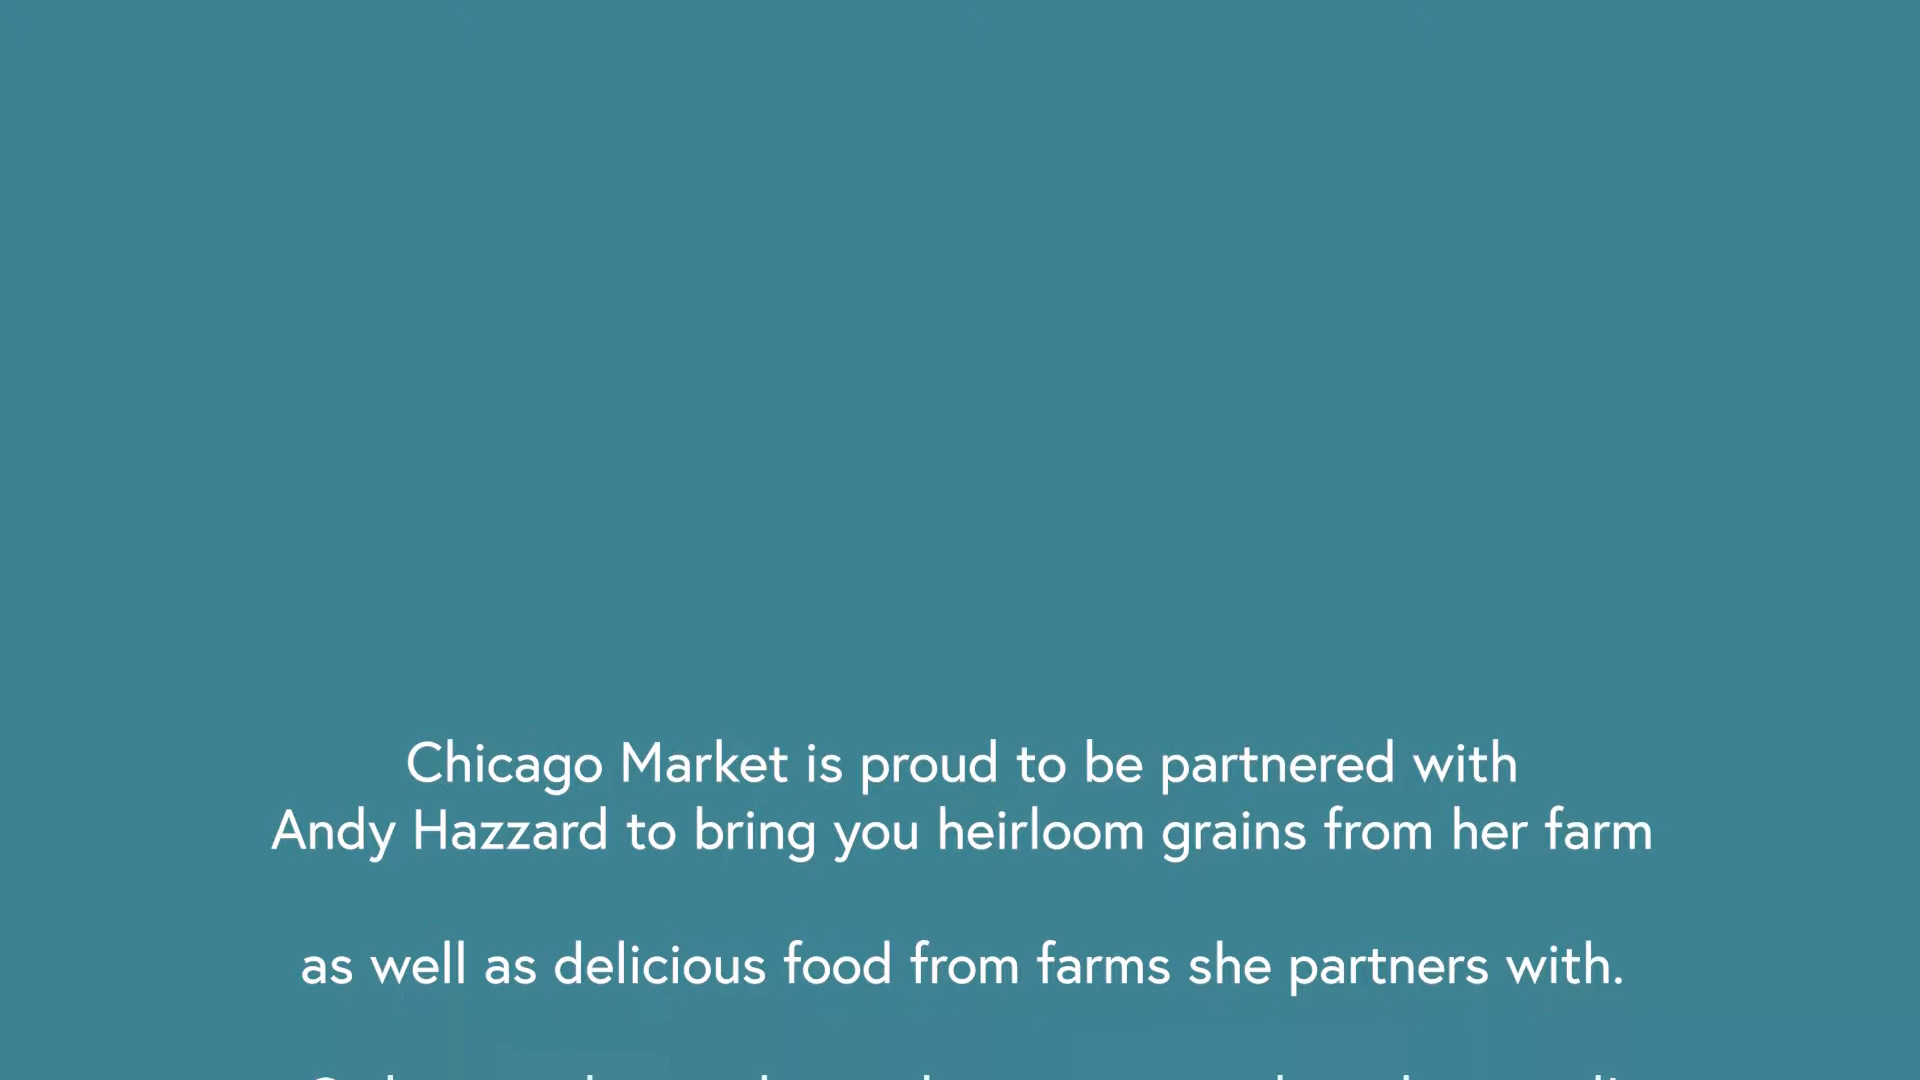 Chicago Market is proud to be partnered with
Andy Hazzard to bring you heirloom grains from her farm
as well as delicious food from farms she partners with.